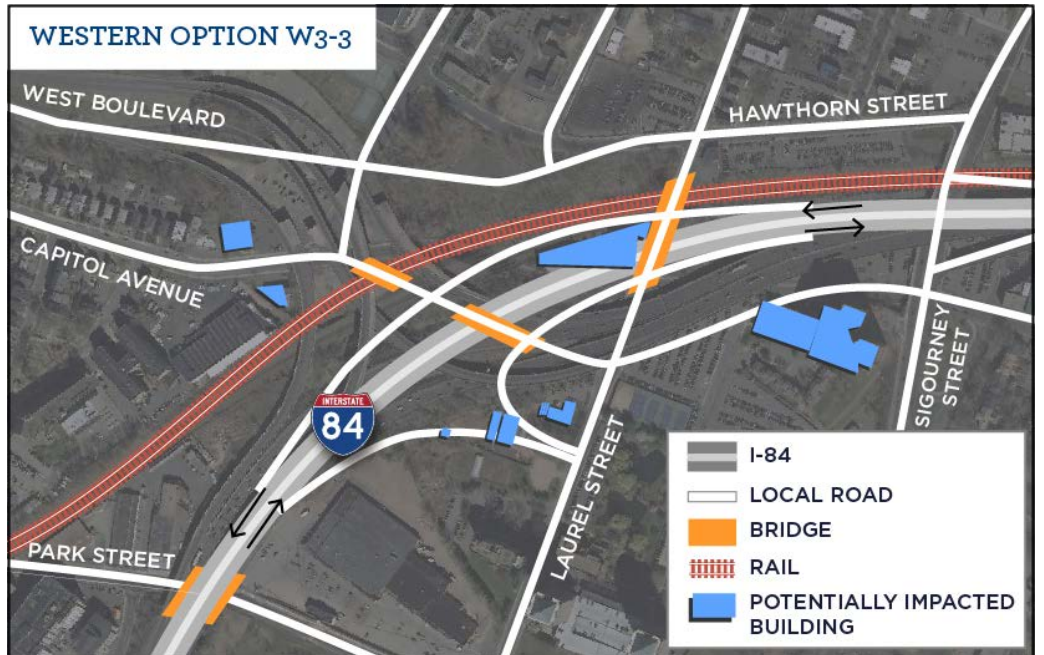 WESTERN OPTION W3-3
WEST BOULEVARD
HAWTHORN STREET
CAPITOL AVENUE
INTERSTATE
84
SIGOURNEY
STREET
LAUREL STREET
PARK STREET
I-84
LOCAL ROAD
BRIDGE
RAIL
POTENTIALLY IMPACTED
BUILDING